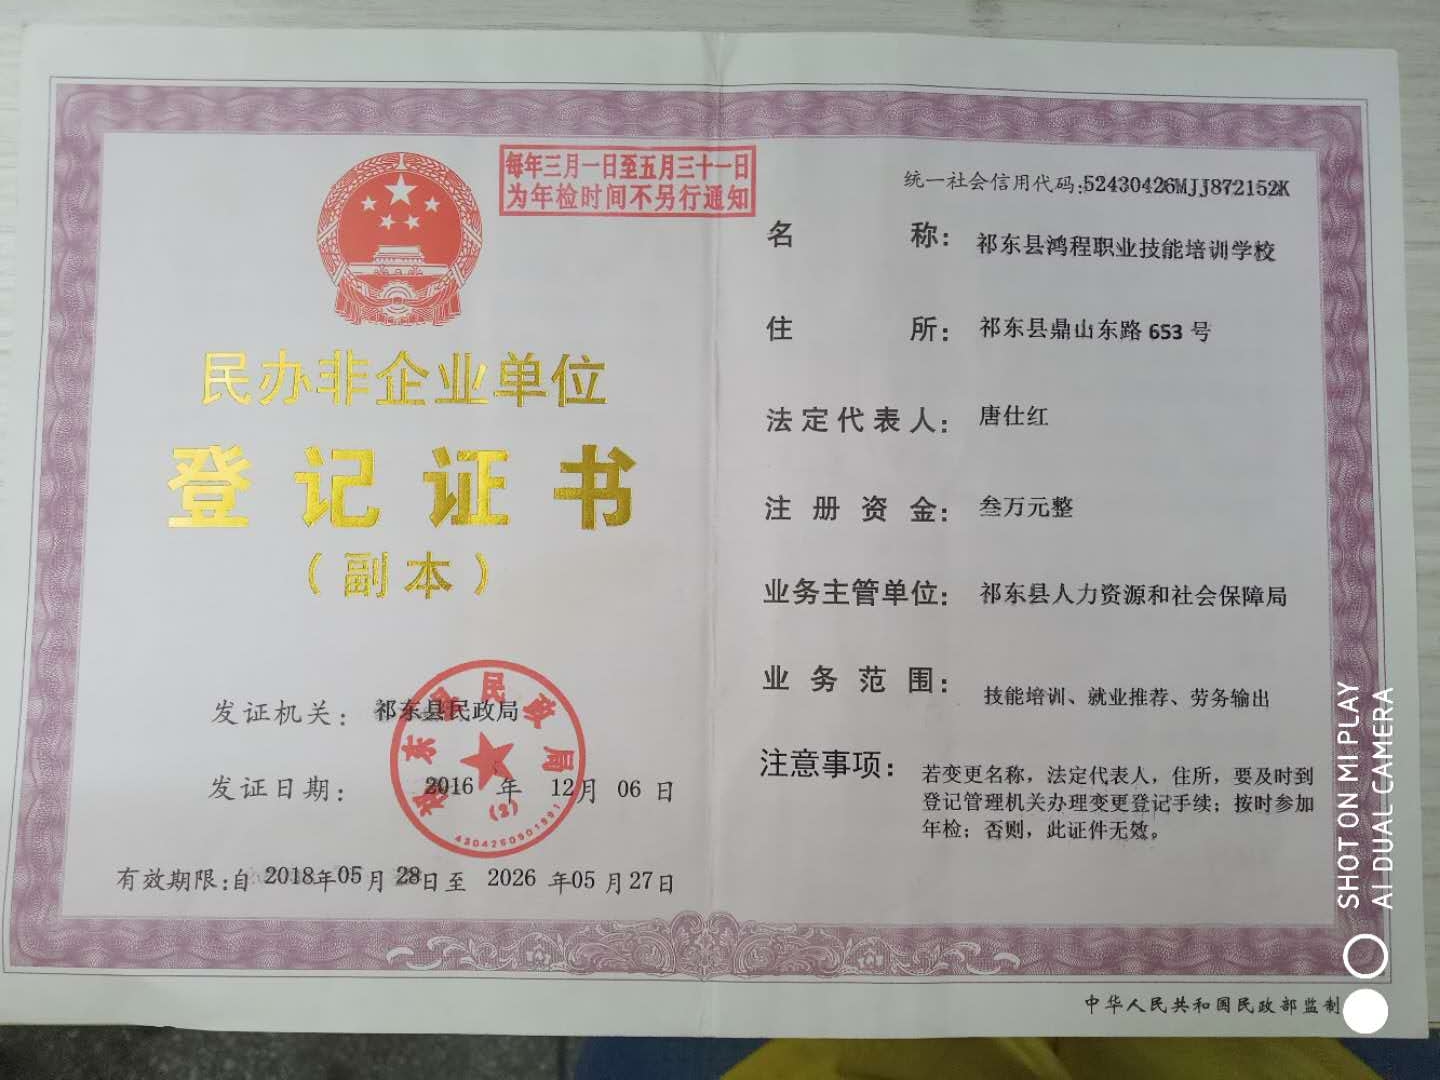 每年三月一日至五月三十一日
为年检时间不另行通知
民办非企业单位
登记证书
（副本）
发证机关：祁东县民政局
发证日期：2016 年 12月 06 日
有效期限:自 2018年05月 28日至 2026 年05月27日
祁东县民政局
(2)
统一社会信用代码:52430426MJJ872152K
名称：祁东县鸿程职业技能培训学校
住所：祁东县鼎山东路 653 号
法定代表人：唐仕红
注册资金：叁万元整
业务主管单位：祁东县人力资源和社会保障局
业务范围：技能培训、就业推荐、劳务输出
注意事项：若变更名称，法定代表人，住所，要及时到
登记管理机关办理变更登记手续；按时参加
年检；否则，此证件无效。
中华人民共和国民政部监制
SHOT ON MI PLAY
AI DUAL CAMERA